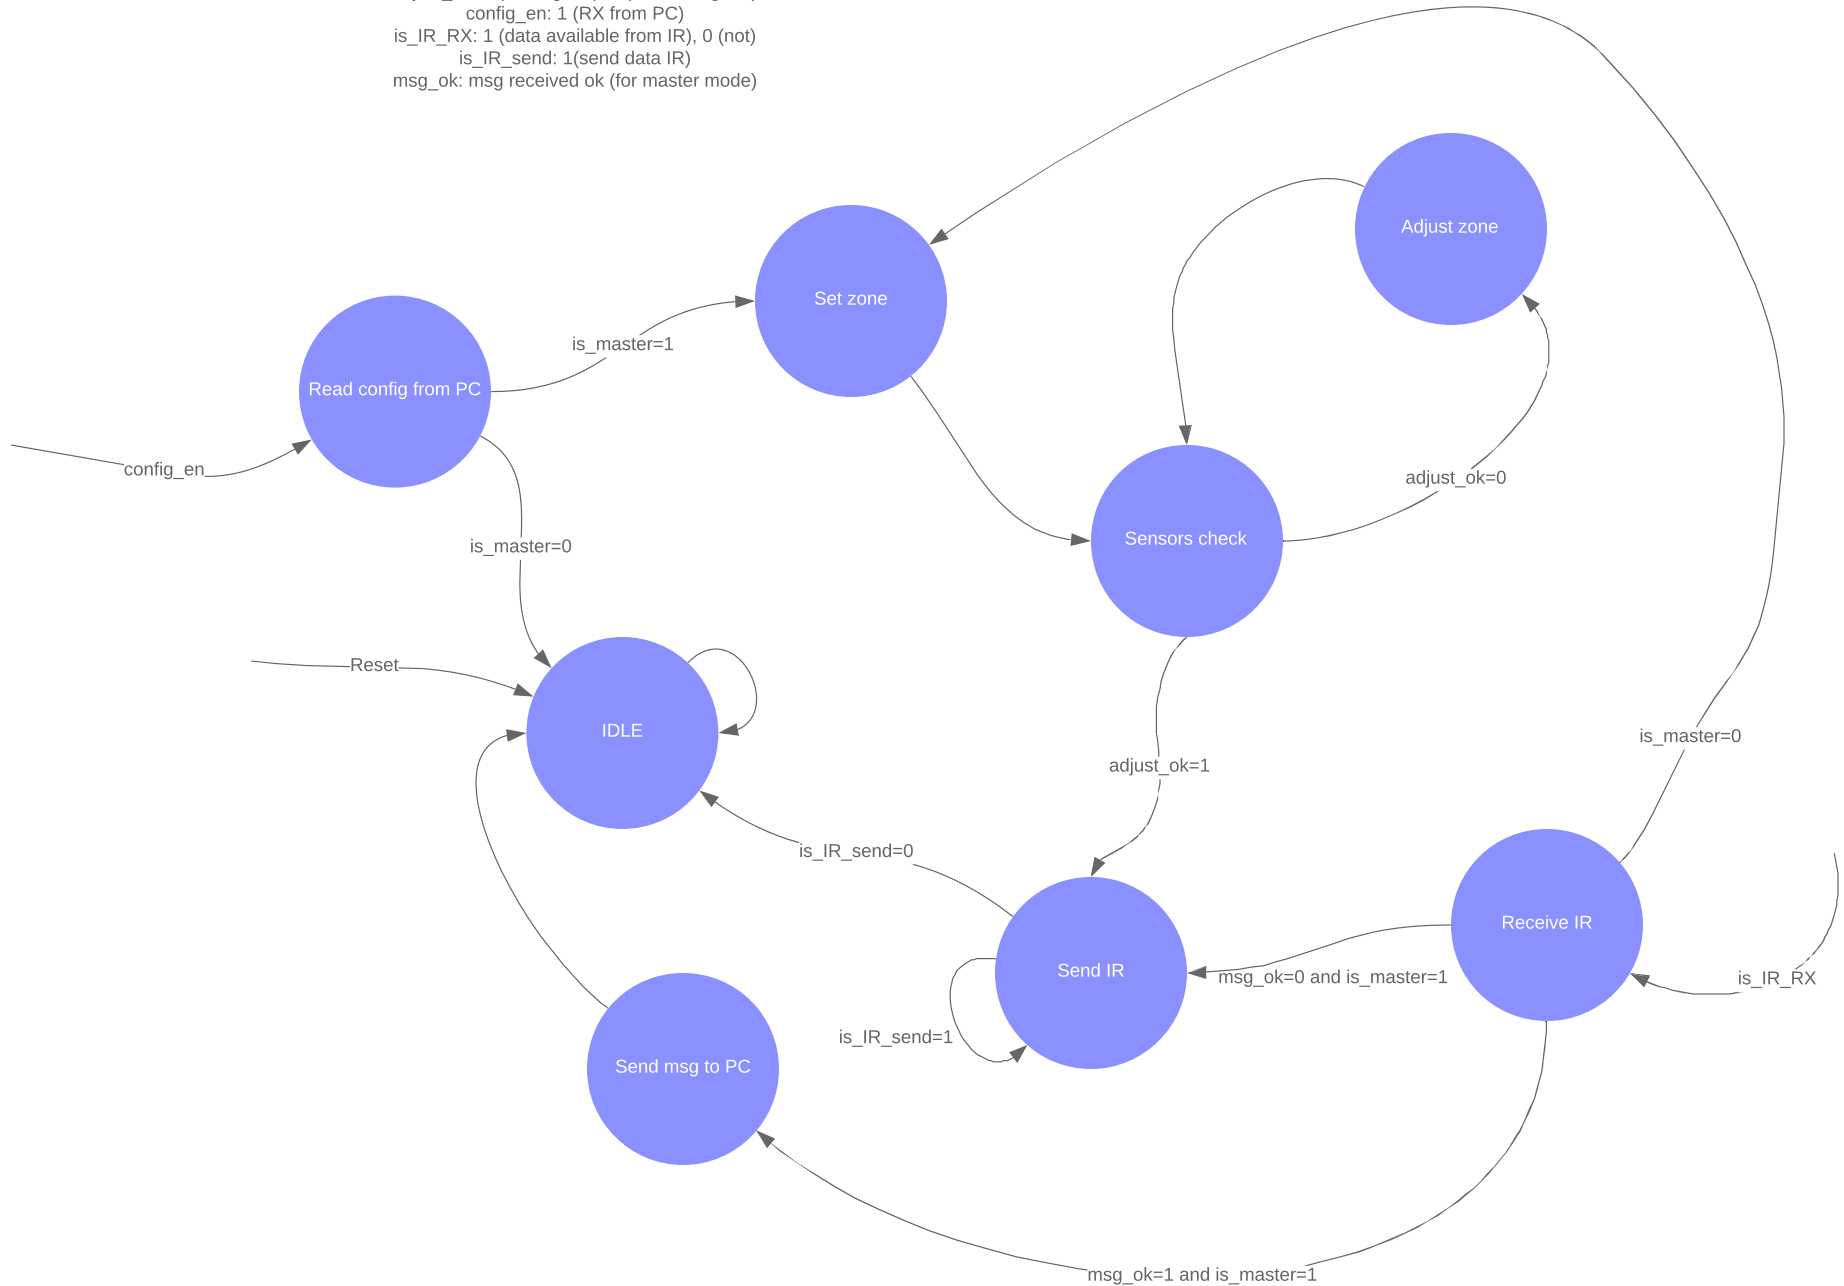 config_en: 1 (RX from PC)
is_IR_RX: 1 (data available from IR), 0 (not)
is_IR_send: 1(send data IR)
msg_ok: msg received ok (for master mode)
Adjust zone
Set zone
is_master=1
Read config from PC
config_en
adjust_ok=0
Sensors check
is_master=0
Reset
IDLE
is_master=0
adjust_ok=1
is_IR_send=0
Receive IR
Send IR
msg_ok=0 and is_master=1
is_IR_RX
is_IR_send=1
Send msg to PC
msg_ok=1 and is_master=1